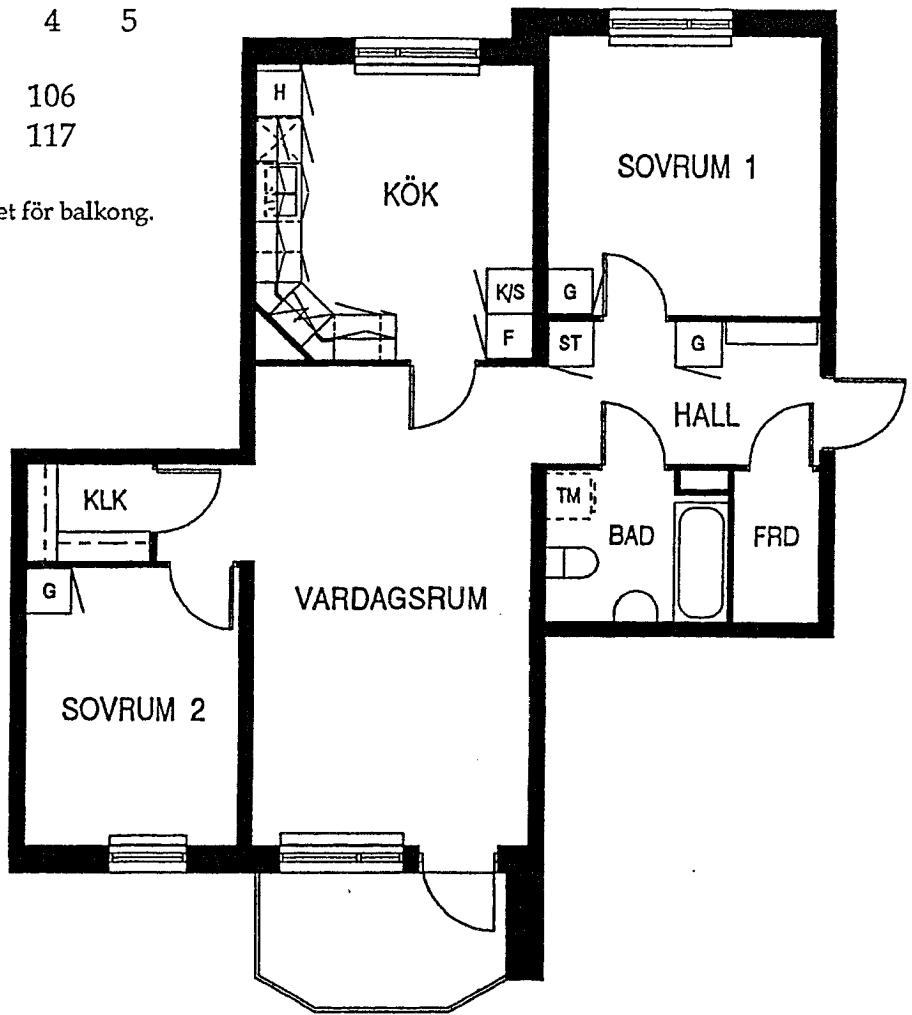 4 5
106
117
et för balkong.
H
KÖK
SOVRUM 1
K/S
G
F
ST
G
HALL
KLK
TM
BAD
FRD
G
VARDAGSRUM
SOVRUM 2